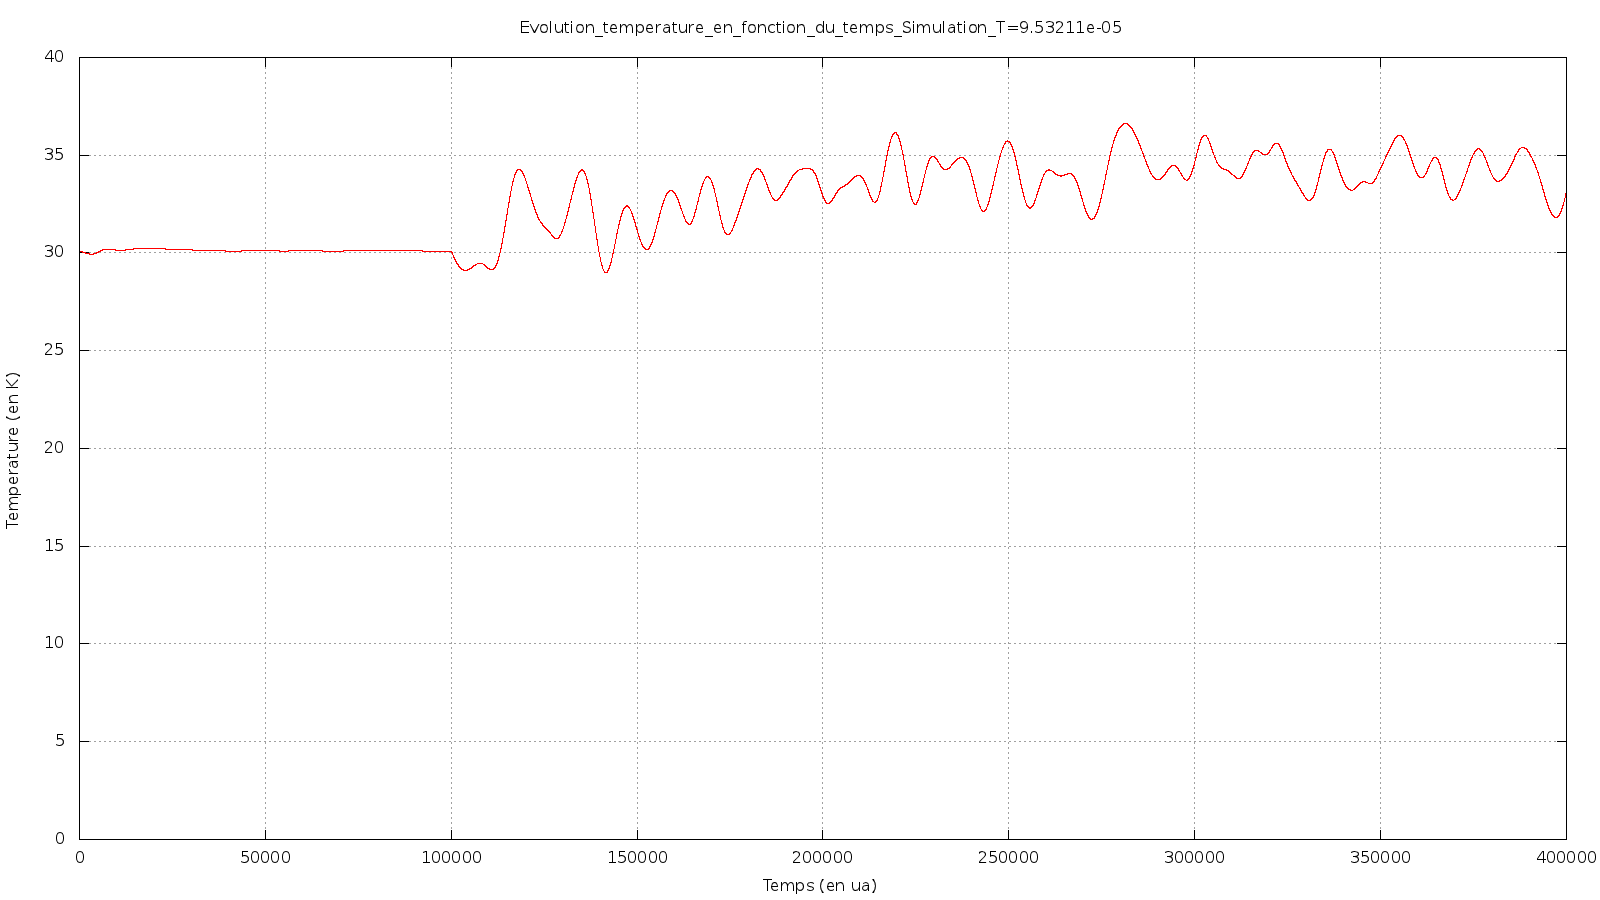 Evolution_temperature_en_fonction_du_temps_Simulation_T=9.53211e-05
40
35
30
25
20
15
10
5
0
Temperature (en K)
0 50000 100000 150000 200000 250000 300000 350000 400000
Temps (en ua)